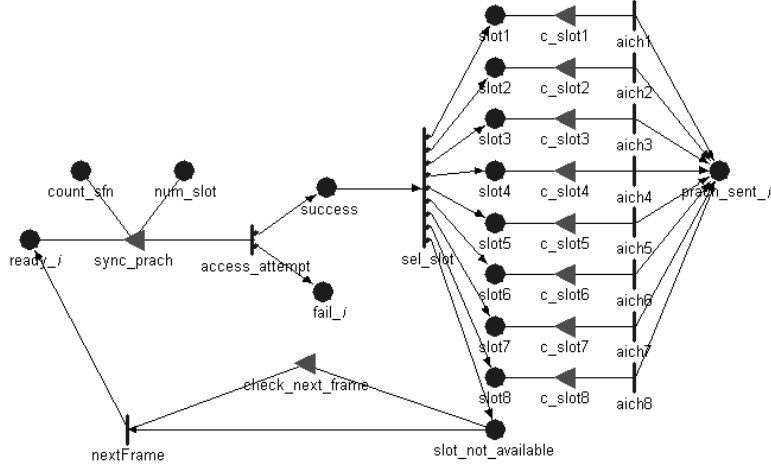 slot1 c_slot1 aich1
slot2 c_slot2 aich2
slot3 c_slot3 aich3
count_sfn num_slot slot4 c_slot4 aich4 prach_sent_i
success
slot5 c_slot5 aich5
ready_i sync_prach access_attempt sel_slot
slot6 c_slot6 aich6
fail_i
slot7 c_slot7 aich7
check_next_frame slot8 c_slot8 aich8
nextFrame slot_not_available